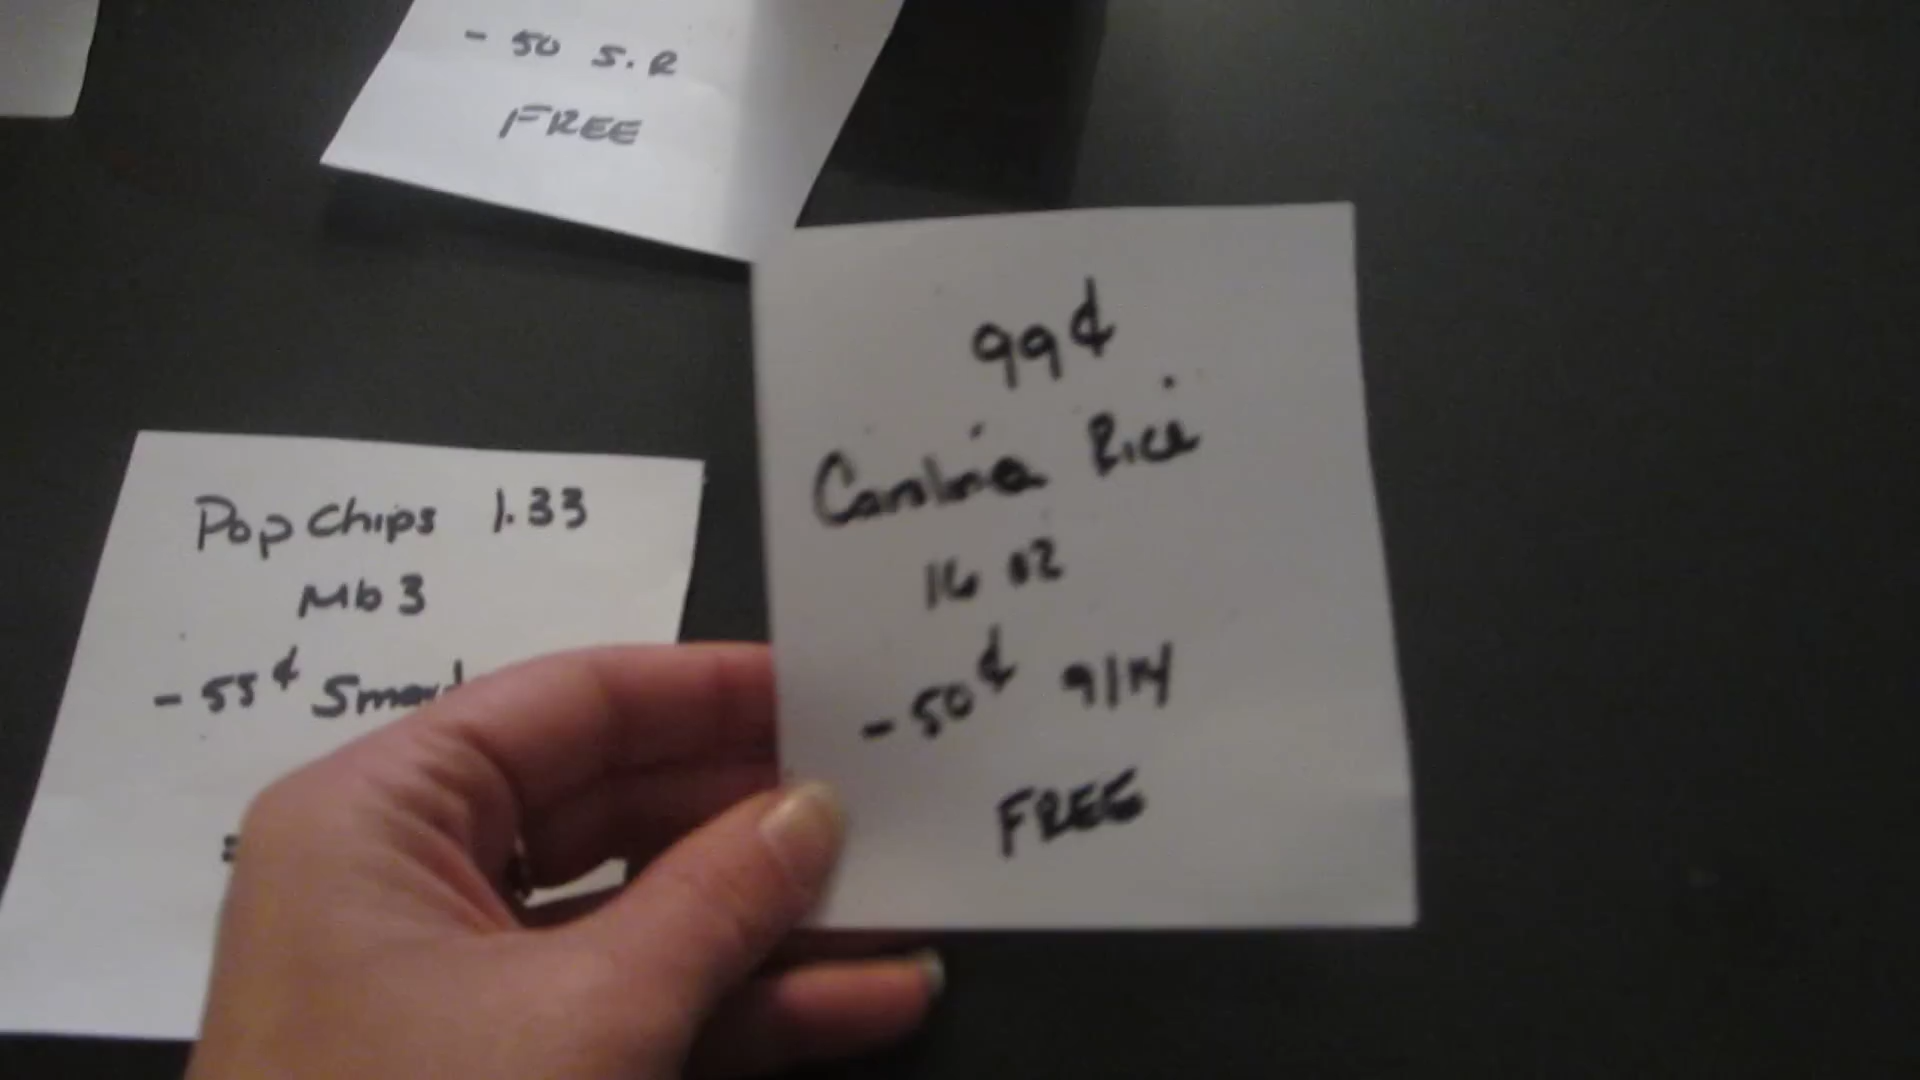 - 50 S.R
FREE
99¢
Carolina Rice
16 oz
- 50¢ 9/14
FREE
Pop Chips 1.33
Mb 3
- 55¢